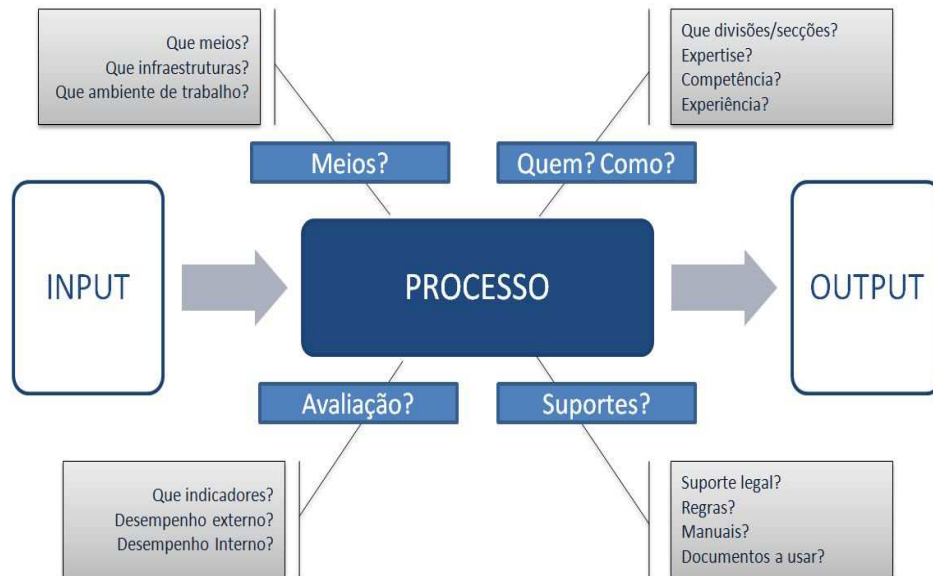 Que meios?
Que infraestruturas?
Que ambiente de trabalho?
Que divisões/secções?
Expertise?
Competência?
Experiência?
Meios?
Quem? Como?
INPUT
PROCESSO
OUTPUT
Avaliação?
Suportes?
Que indicadores?
Desempenho externo?
Desempenho Interno?
Suporte legal?
Regras?
Manuais?
Documentos a usar?